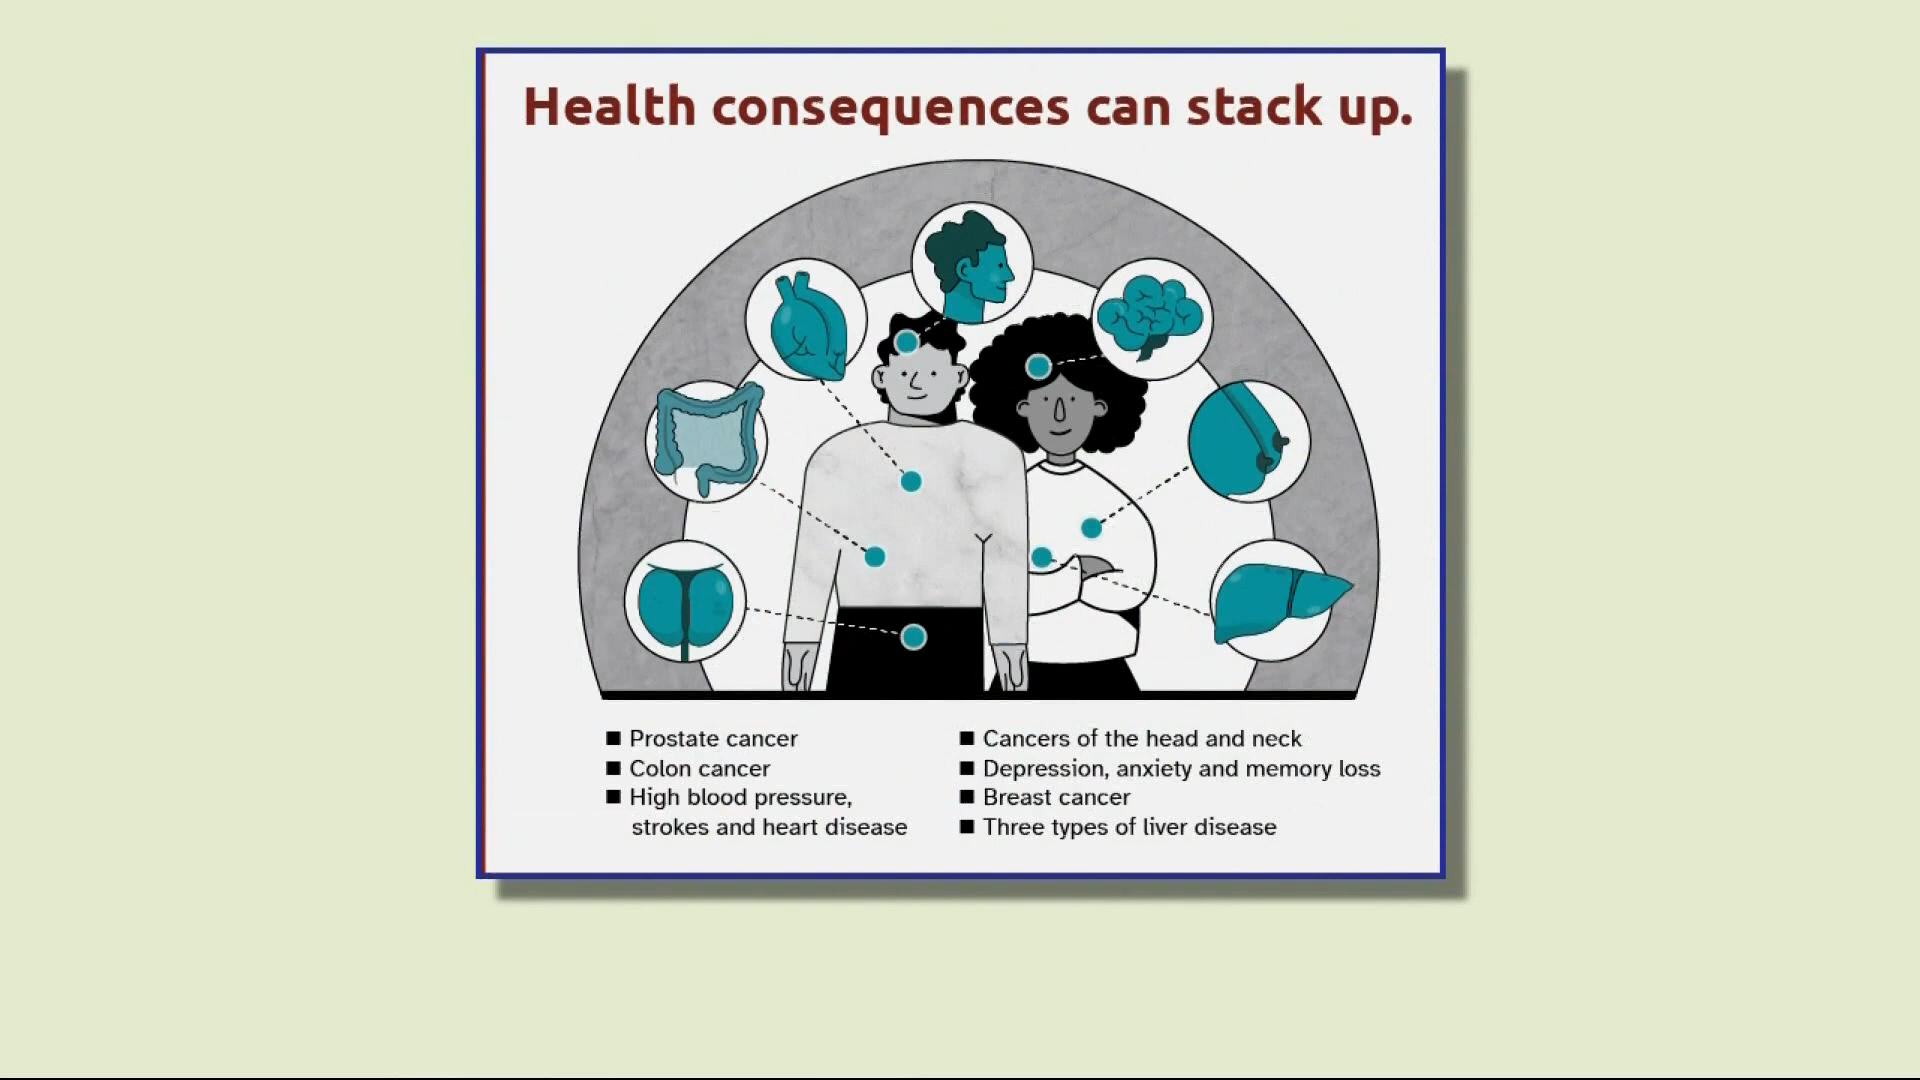 Health consequences can stack up.
■ Prostate cancer
■ Colon cancer
■ High blood pressure,
strokes and heart disease
■ Cancers of the head and neck
■ Depression, anxiety and memory loss
■ Breast cancer
■ Three types of liver disease